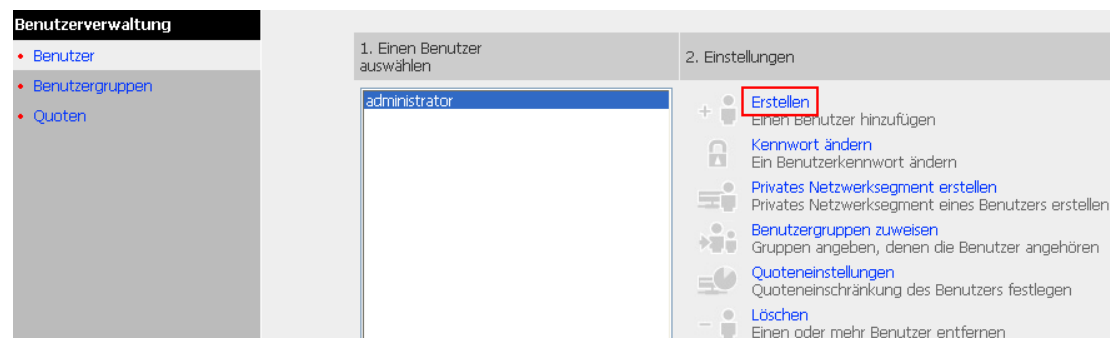 Benutzerverwaltung
Benutzer
Benutzergruppen
Quoten
1. Einen Benutzer
auswählen
administrator
2. Einstellungen
Erstellen
Einen Benutzer hinzufügen
Kennwort ändern
Ein Benutzerkennwort ändern
Privates Netzwerksegment erstellen
Privates Netzwerksegment eines Benutzers erstellen
Benutzergruppen zuweisen
Gruppen angeben, denen die Benutzer angehören
Quoteneinstellungen
Quoteneinschränkung des Benutzers festlegen
Löschen
Einen oder mehr Benutzer entfernen